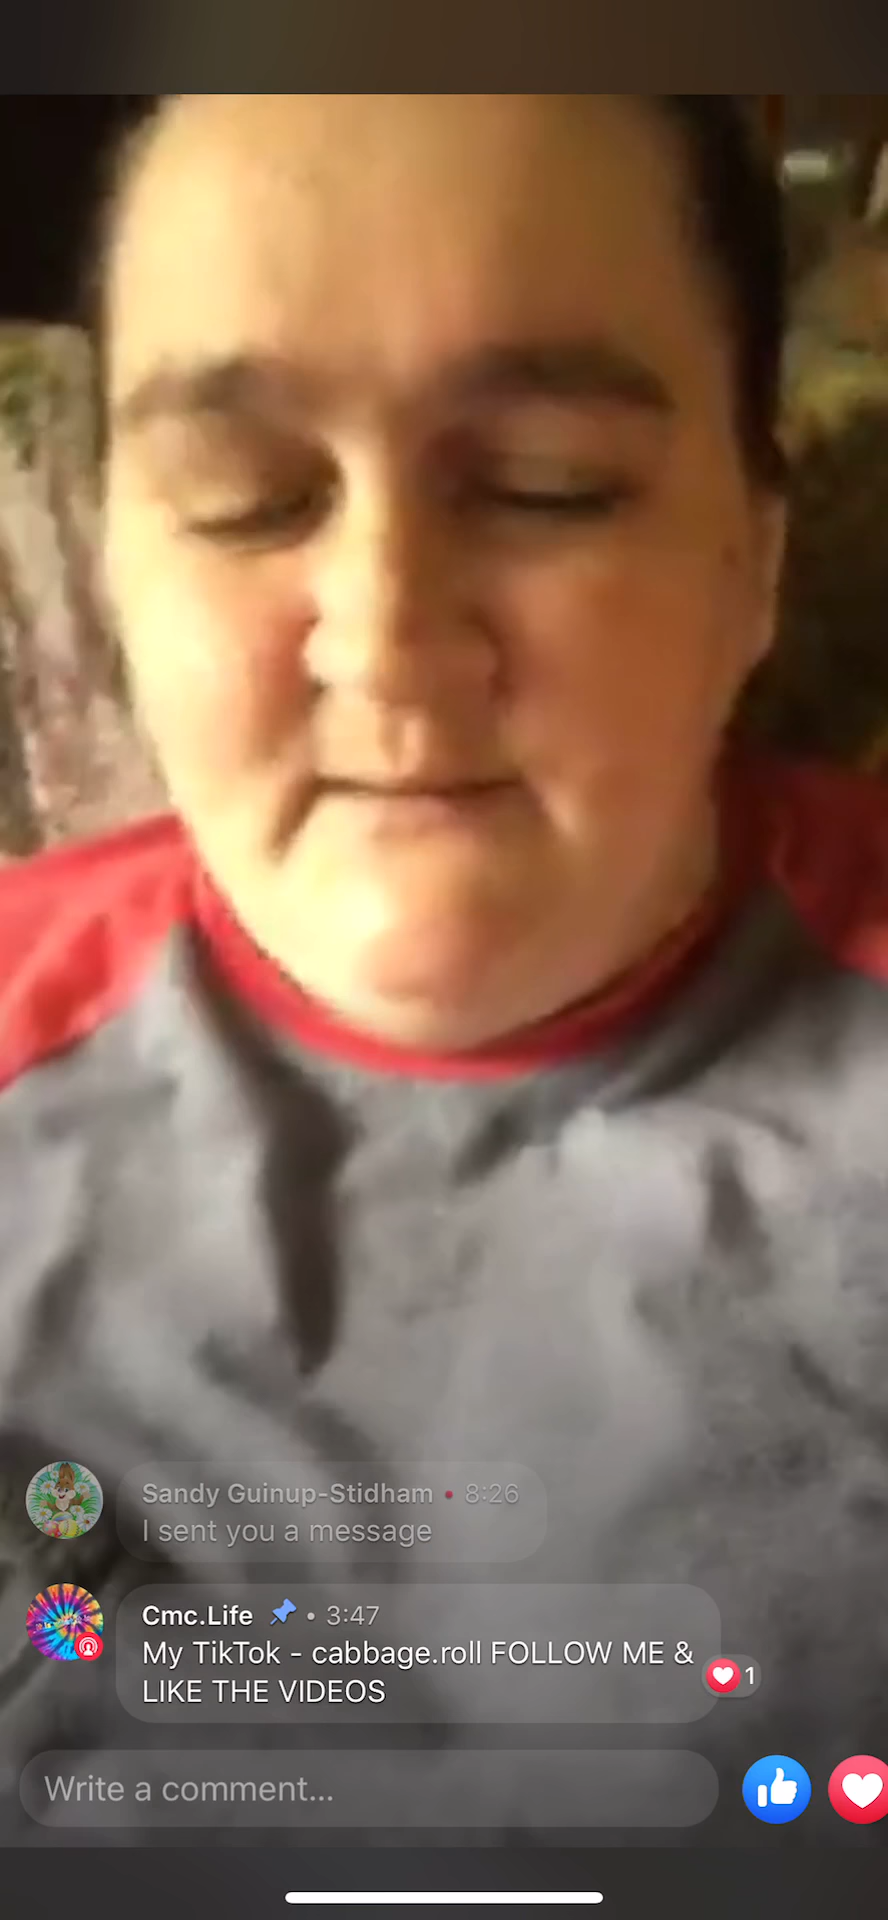 Sandy Guinup-Stidham • 8:26
I sent you a message
Cmc.Life • 3:47
My TikTok - cabbage.roll FOLLOW ME &
LIKE THE VIDEOS
1
Write a comment...